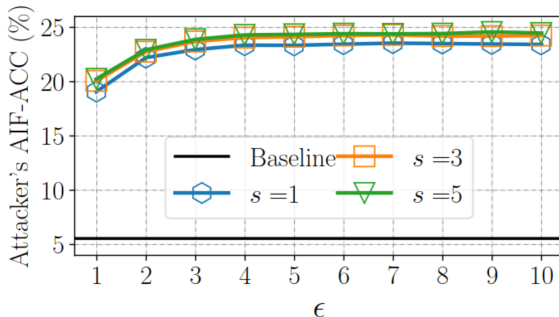 Attacker's AIF-ACC (%)
25
20
15
10
5
Baseline
s =1
s =3
s =5
1 2 3 4 5 6 7 8 9 10
ϵ